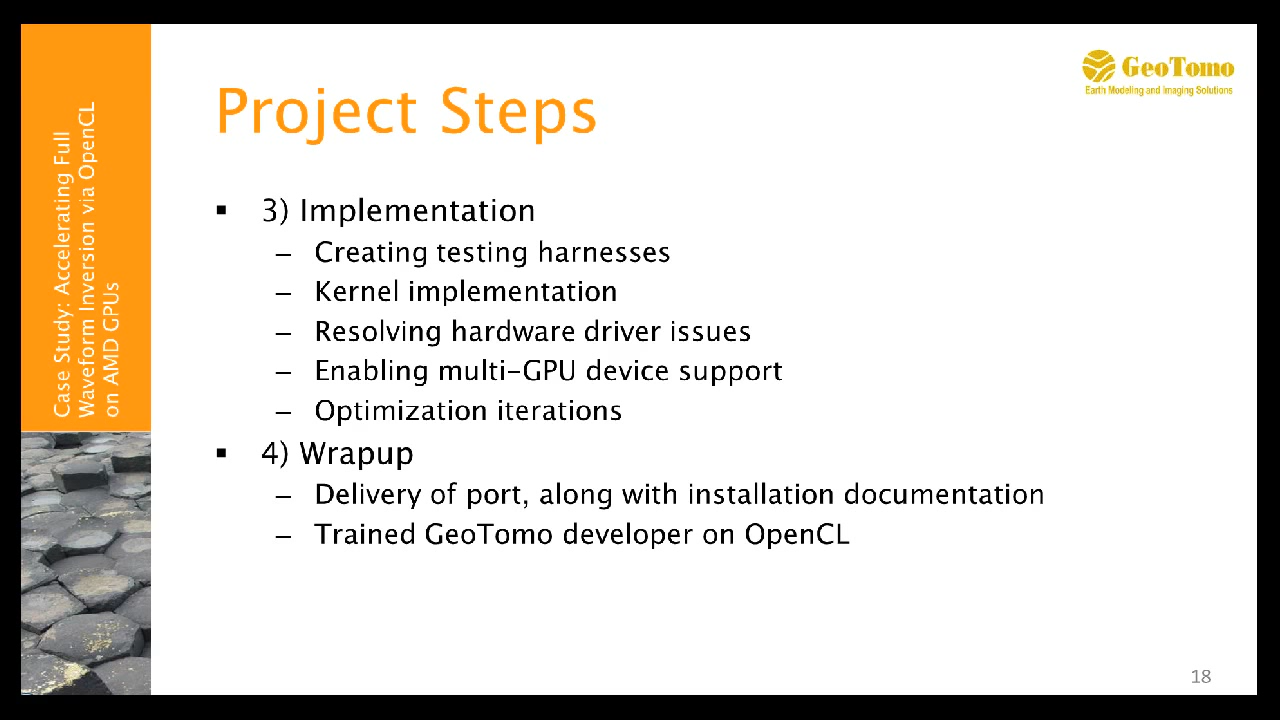 Case Study: Accelerating Full
Waveform Inversion via OpenCL
on AMD GPUs
GeoTomo
Earth Modeling and Imaging Solutions
Project Steps
▪ 3) Implementation
– Creating testing harnesses
– Kernel implementation
– Resolving hardware driver issues
– Enabling multi-GPU device support
– Optimization iterations
▪ 4) Wrapup
– Delivery of port, along with installation documentation
– Trained GeoTomo developer on OpenCL
18